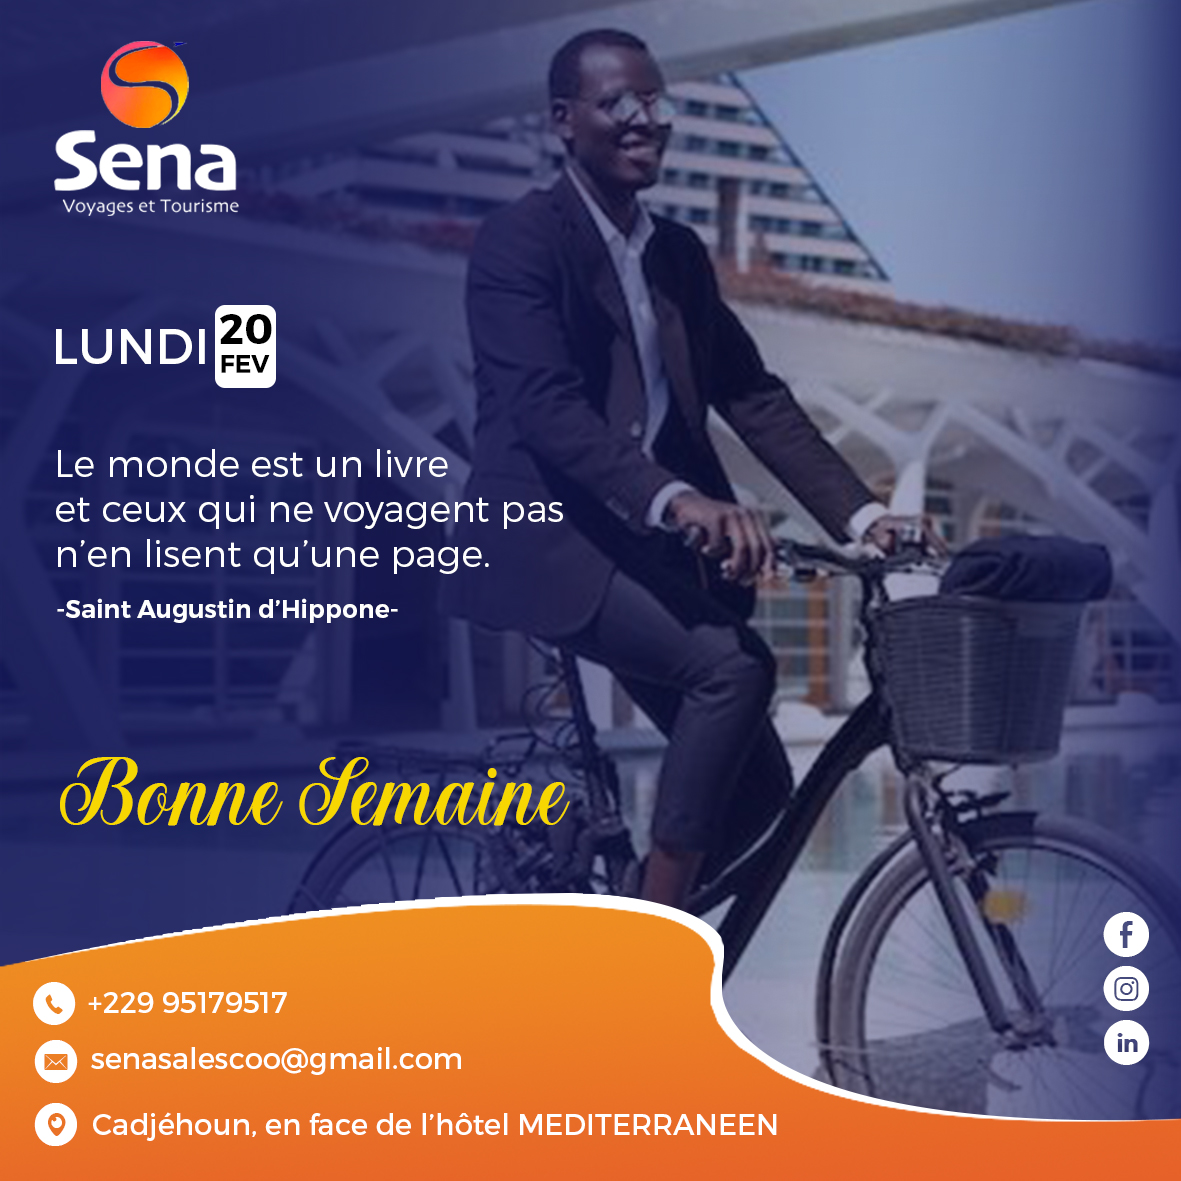 Sena
Voyages et Tourisme
LUNDI
20
FEV
Le monde est un livre
et ceux qui ne voyagent pas
n’en lisent qu’une page.
-Saint Augustin d’Hippone-
Bonne Semaine
+229 95179517
senasalescoo@gmail.com
Cadjéhoun, en face de l’hôtel MEDITERRANEEN